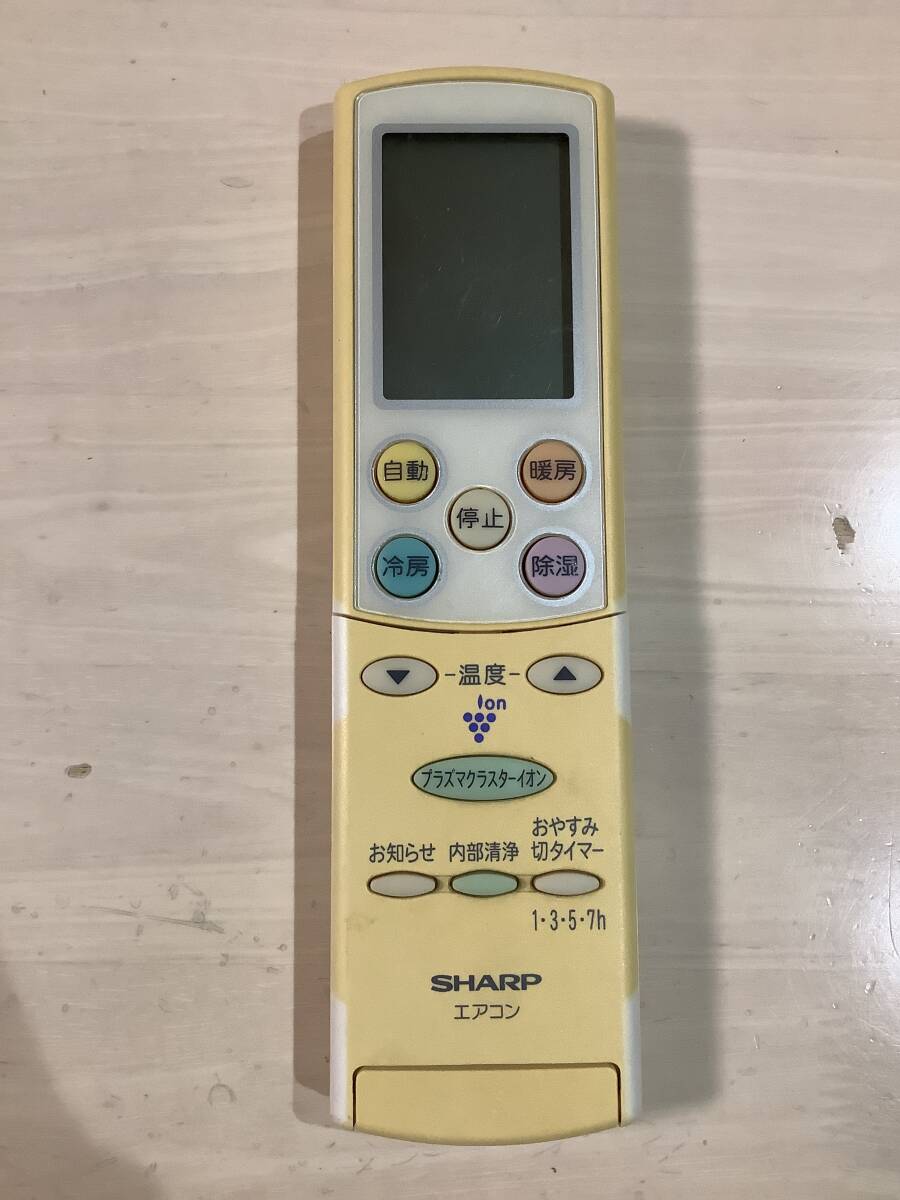 自動
暖房
停止
冷房
除湿
▼ -温度- ▲
Ion
プラズマクラスターイオン
お知らせ
内部清浄
おやすみ
切タイマー
1・3・5・7h
SHARP
エアコン